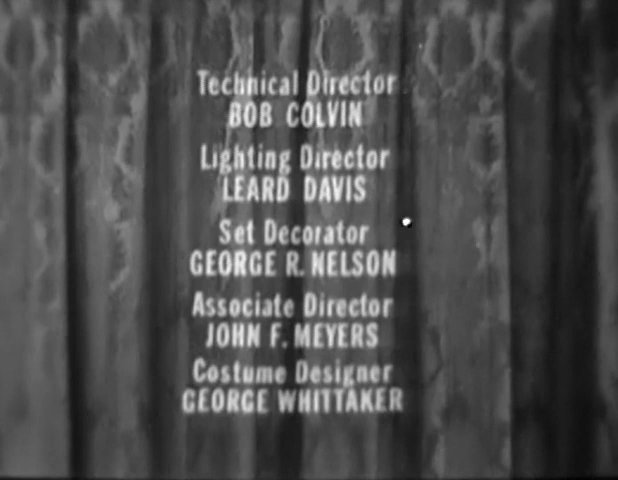 Technical Director
BOB COLVIN
Lighting Director
LEARD DAVIS
Set Decorator
GEORGE R. NELSON
Associate Director
JOHN F. MEYERS
Costume Designer
GEORGE WHITTAKER